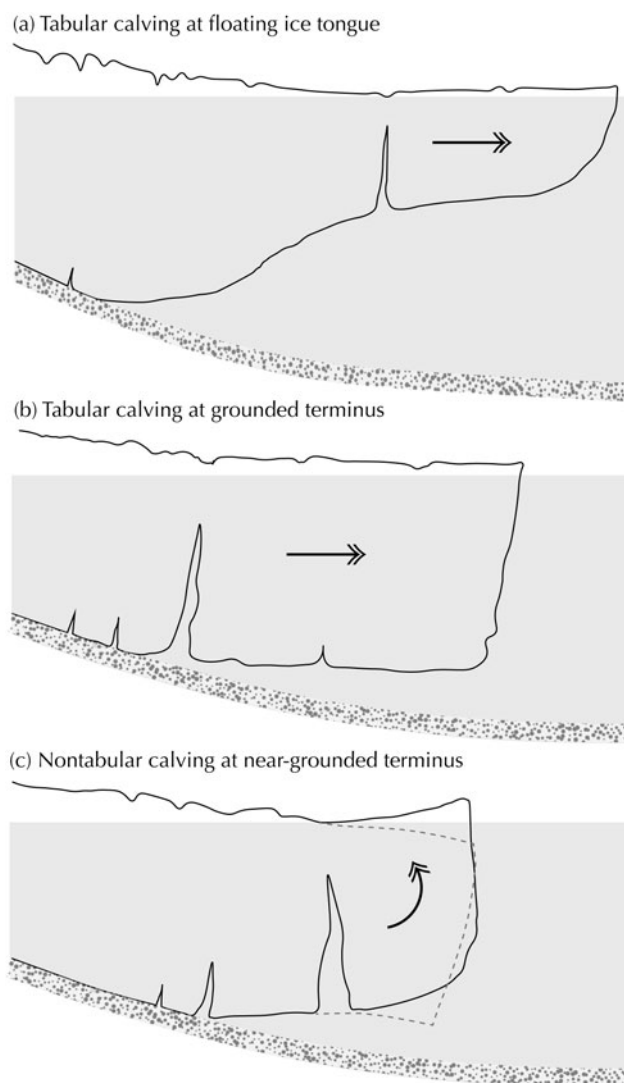 (a) Tabular calving at floating ice tongue
(b) Tabular calving at grounded terminus
(c) Nontabular calving at near-grounded terminus